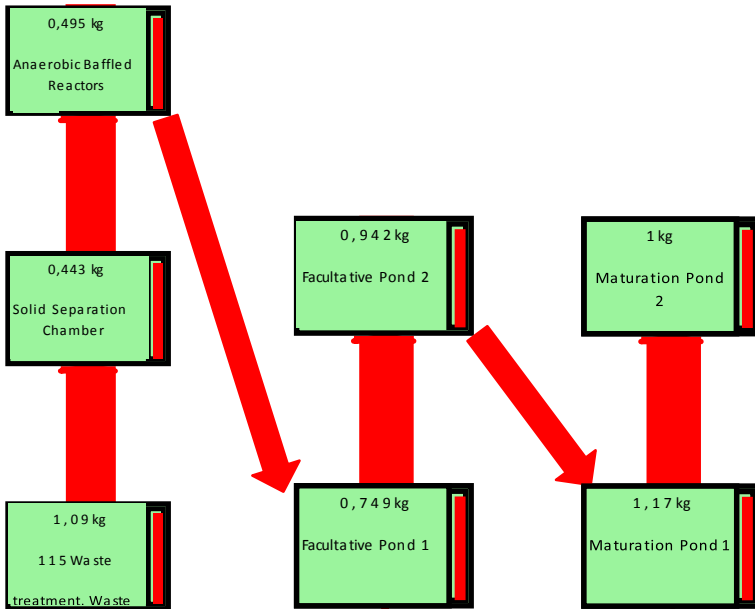 0,495 kg
Anaerobic Baffled
Reactors
0,443 kg
Solid Separation
Chamber
1,09 kg
115 Waste
treatment. Waste
0,942 kg
Facultative Pond 2
0,749 kg
Facultative Pond 1
1 kg
Maturation Pond
2
1,17 kg
Maturation Pond 1